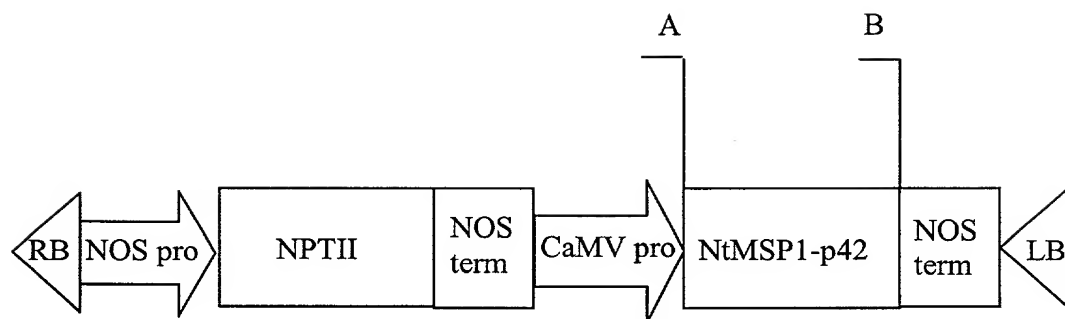 A B
RB NOS pro NPTII NOS term CaMV pro NtMSP1-p42 NOS term LB